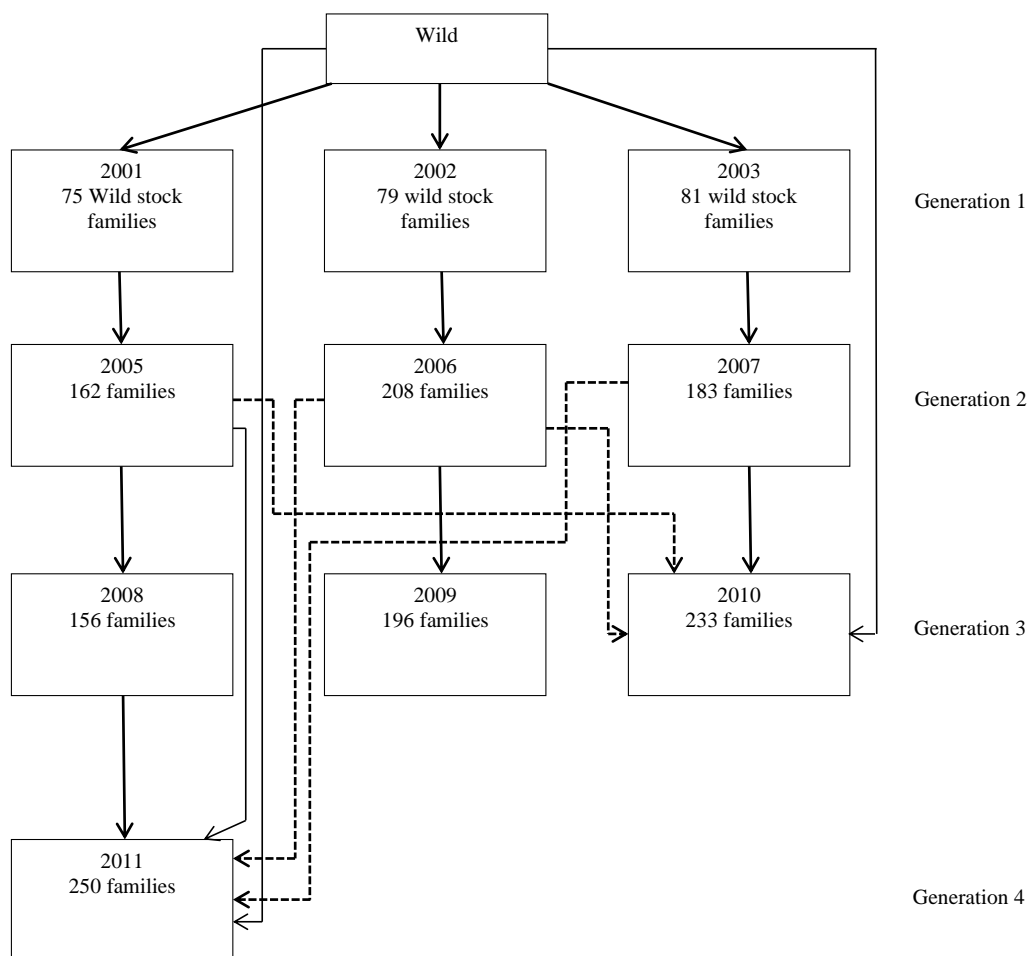 Wild
2001
75 Wild stock
families
2002
79 wild stock
families
2003
81 wild stock
families
Generation 1
2005
162 families
2006
208 families
2007
183 families
Generation 2
2008
156 families
2009
196 families
2010
233 families
Generation 3
2011
250 families
Generation 4